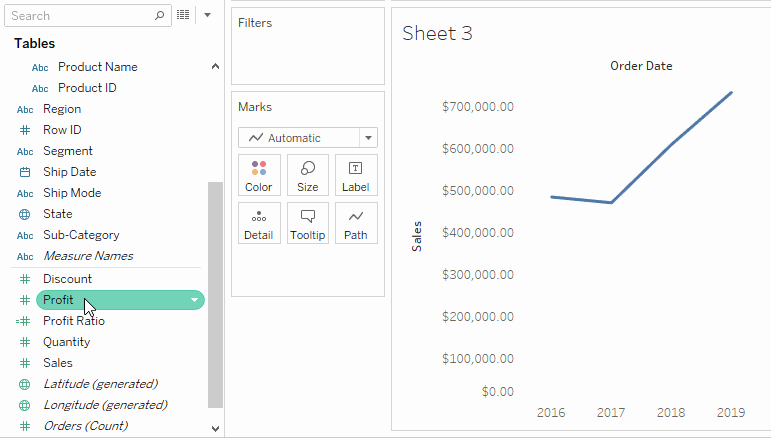 Search
Tables
Abc Product Name
Abc Product ID
Abc Region
# Row ID
Abc Segment
Ship Date
Abc Ship Mode
State
Abc Sub-Category
Abc Measure Names
# Discount
# Profit
=# Profit Ratio
# Quantity
# Sales
Latitude (generated)
Longitude (generated)
# Orders (Count)
Filters
Marks
Automatic
Color Size Label
Detail Tooltip Path
Sheet 3
Order Date
$700,000.00
$600,000.00
$500,000.00
$400,000.00
$300,000.00
$200,000.00
$100,000.00
$0.00
Sales
2016 2017 2018 2019